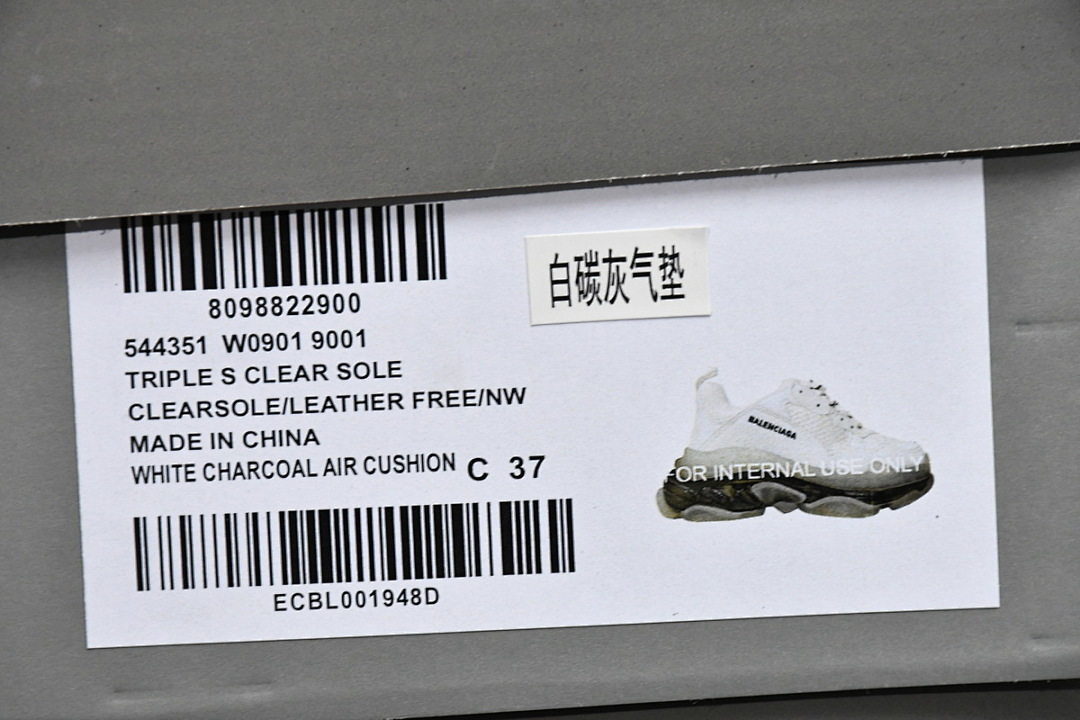 8098822900
544351 W0901 9001
TRIPLE S CLEAR SOLE
CLEARSOLE/LEATHER FREE/NW
MADE IN CHINA
WHITE CHARCOAL AIR CUSHION C 37
ECBL001948D
白碳灰气垫
BALENCIAGA
FOR INTERNAL USE ONLY